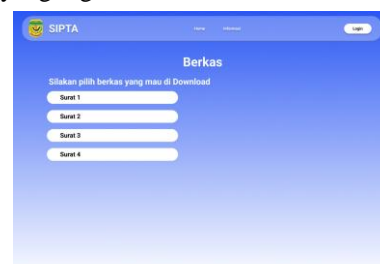 SIPTA
Home Informasi Login
Berkas
Silakan pilih berkas yang mau di Download
Surat 1
Surat 2
Surat 3
Surat 4